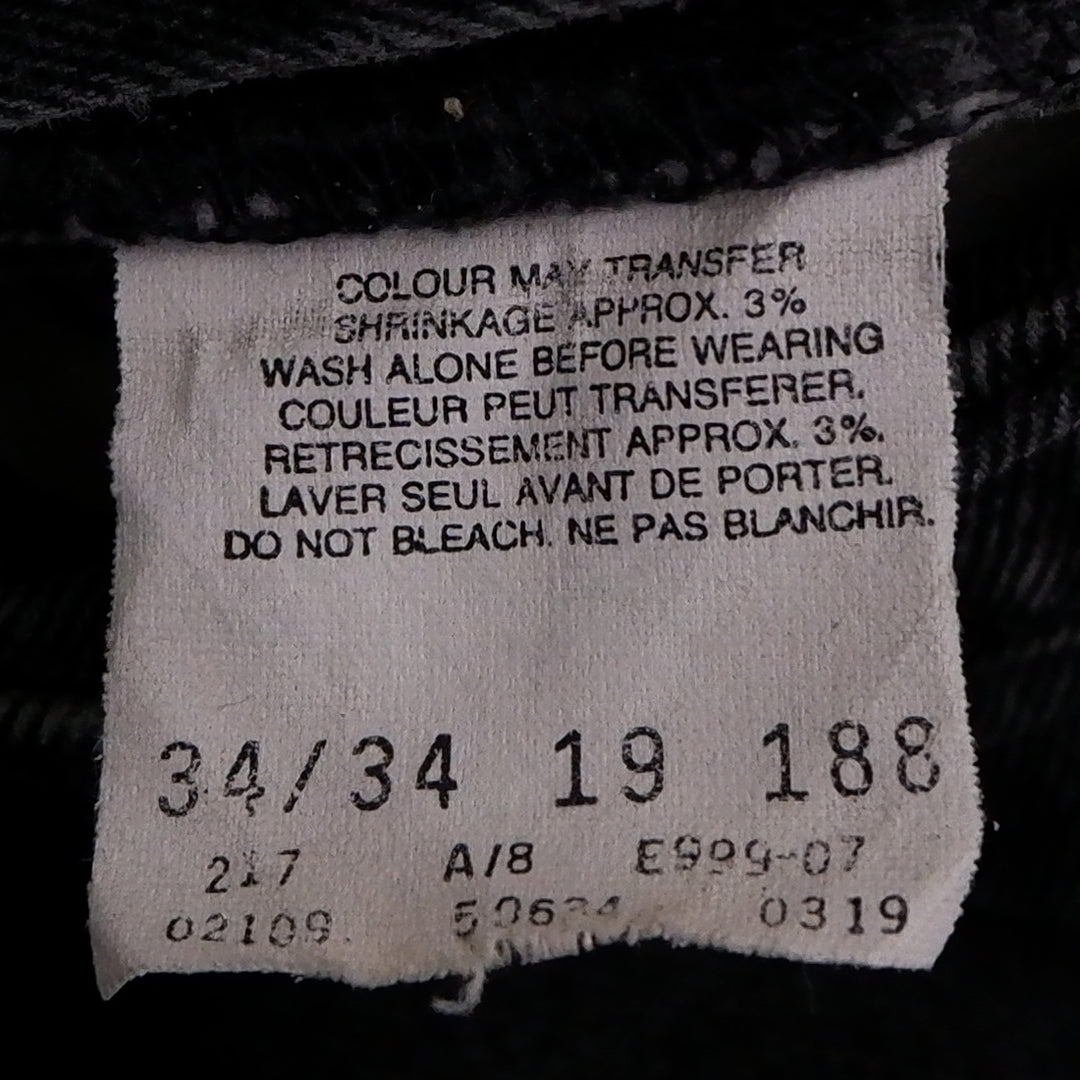 COLOUR MAY TRANSFER
SHRINKAGE APPROX. 3%
WASH ALONE BEFORE WEARING
COULEUR PEUT TRANSFERER.
RETRECISSEMENT APPROX. 3%.
LAVER SEUL AVANT DE PORTER.
DO NOT BLEACH. NE PAS BLANCHIR.
34/34 19 188
217 A/8 E999-07
02109. 0319